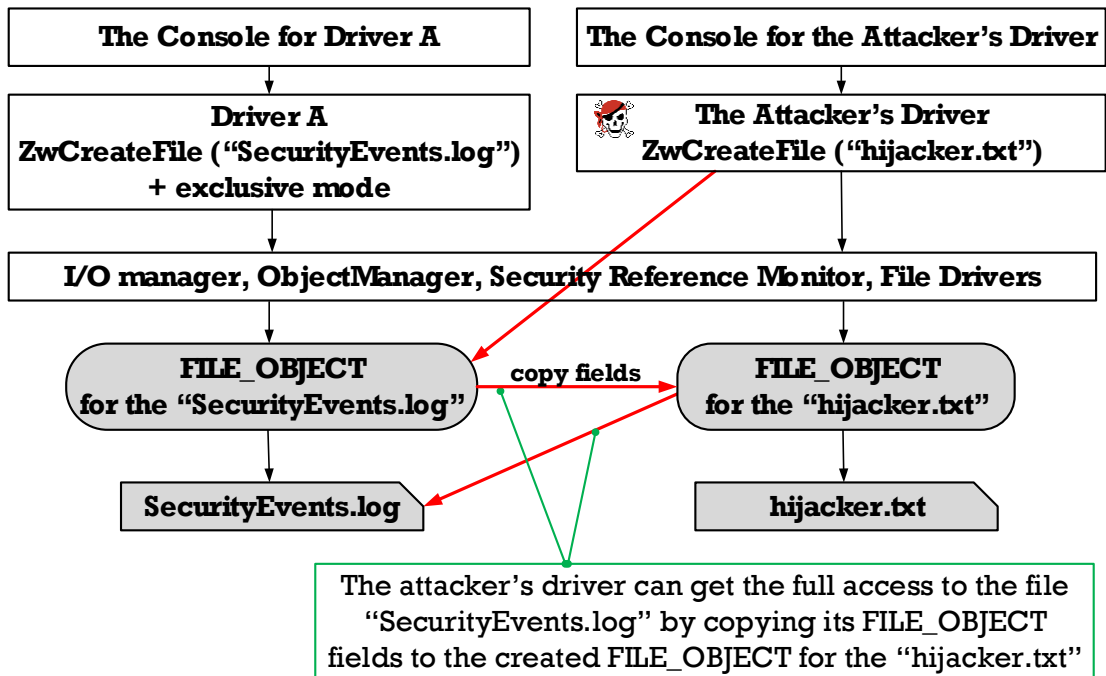 The Console for Driver A
The Console for the Attacker’s Driver
Driver A
ZwCreateFile (“SecurityEvents.log”)
+ exclusive mode
The Attacker’s Driver
ZwCreateFile (“hijacker.txt”)
I/O manager, ObjectManager, Security Reference Monitor, File Drivers
FILE_OBJECT
for the “SecurityEvents.log”
copy fields
FILE_OBJECT
for the “hijacker.txt”
SecurityEvents.log
hijacker.txt
The attacker’s driver can get the full access to the file
“SecurityEvents.log” by copying its FILE_OBJECT
fields to the created FILE_OBJECT for the “hijacker.txt”